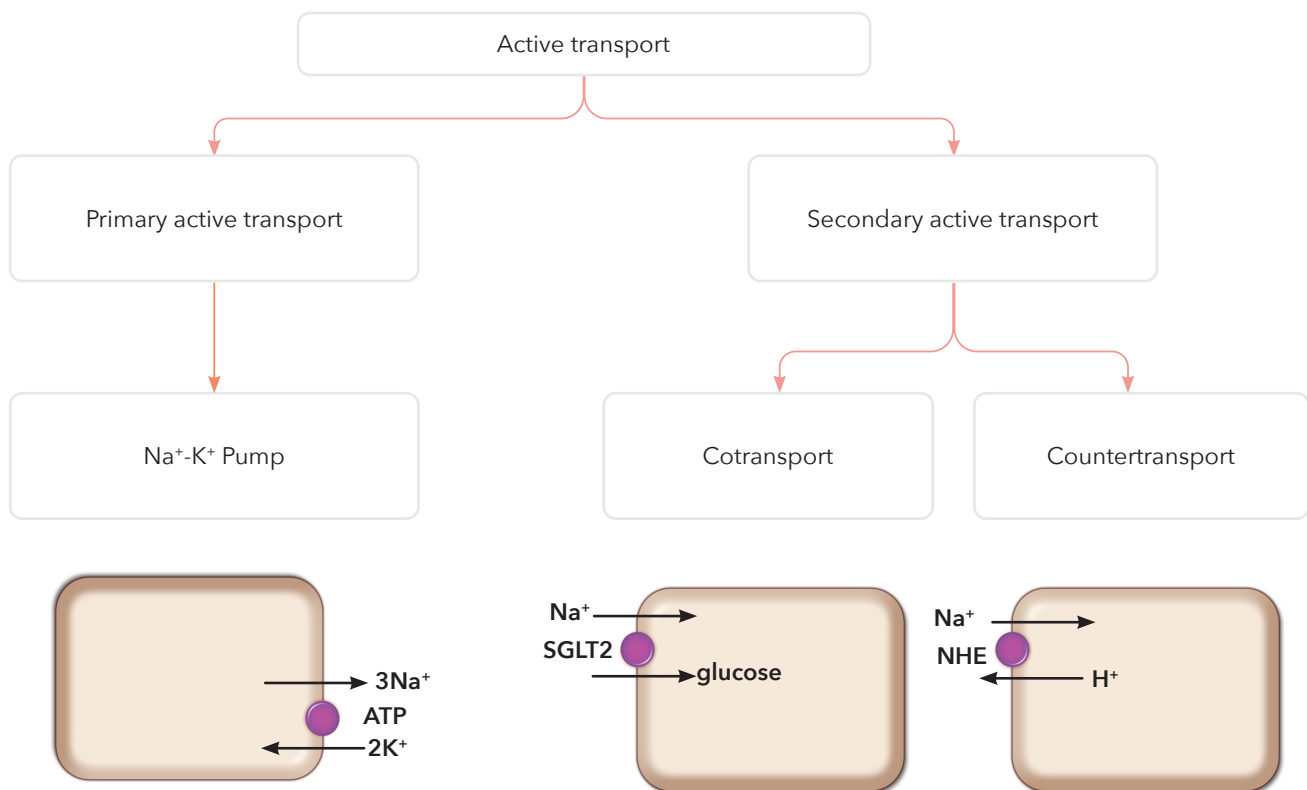 Active transport
Primary active transport
Secondary active transport
Na⁺-K⁺ Pump
Cotransport
Countertransport
3Na⁺
ATP
2K⁺
Na⁺
SGLT2
glucose
Na⁺
NHE
H⁺